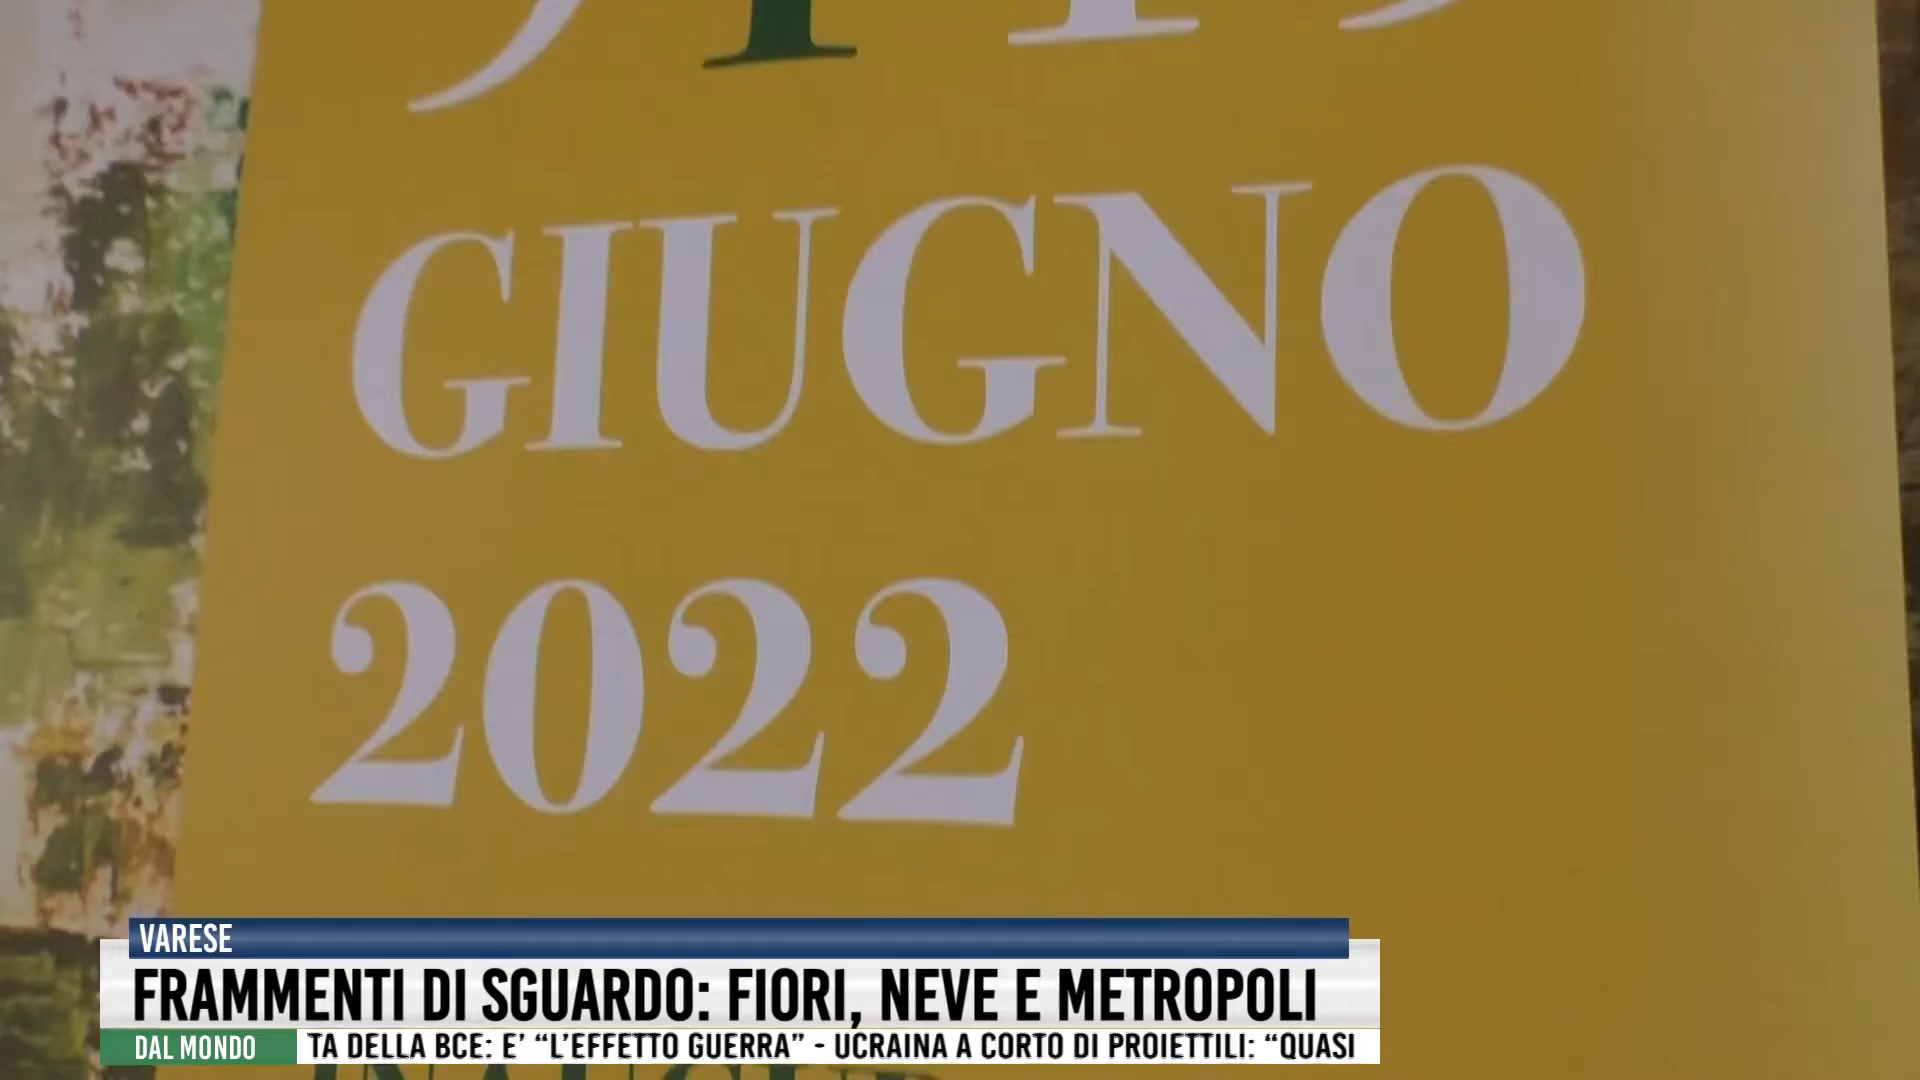 GIUGNO
2022
VARESE
FRAMMENTI DI SGUARDO: FIORI, NEVE E METROPOLI
DAL MONDO TA DELLA BCE: E' “L'EFFETTO GUERRA” - UCRAINA A CORTO DI PROIETTILI: “QUASI